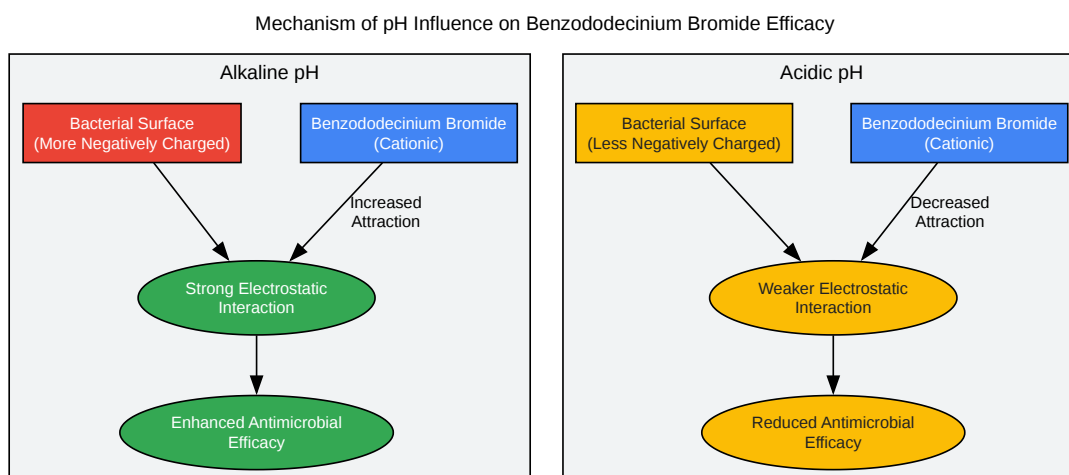 Mechanism of pH Influence on Benzododecinium Bromide Efficacy
Alkaline pH
Bacterial Surface
(More Negatively Charged)
Benzododecinium Bromide
(Cationic)
Increased
Attraction
Strong Electrostatic
Interaction
Enhanced Antimicrobial
Efficacy
Acidic pH
Bacterial Surface
(Less Negatively Charged)
Benzododecinium Bromide
(Cationic)
Decreased
Attraction
Weaker Electrostatic
Interaction
Reduced Antimicrobial
Efficacy